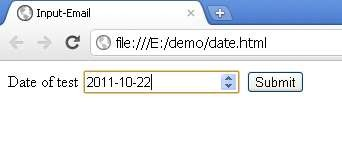 Input-Email
file:///E:/demo/date.html
Date of test 2011-10-22 Submit